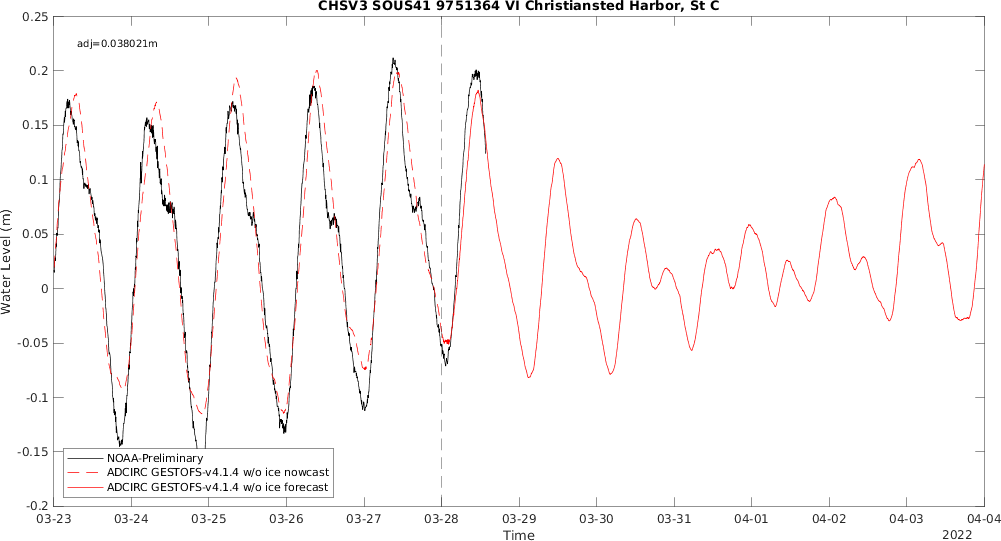 CHSV3 SOUS41 9751364 VI Christiansted Harbor, St C
adj=0.038021m
0.25
0.2
0.15
0.1
0.05
0
-0.05
-0.1
-0.15
-0.2
Water Level (m)
NOAA-Preliminary
ADCIRC GESTOFS-v4.1.4 w/o ice nowcast
ADCIRC GESTOFS-v4.1.4 w/o ice forecast
03-23 03-24 03-25 03-26 03-27 03-28 03-29 03-30 03-31 04-01 04-02 04-03 04-04
Time
2022